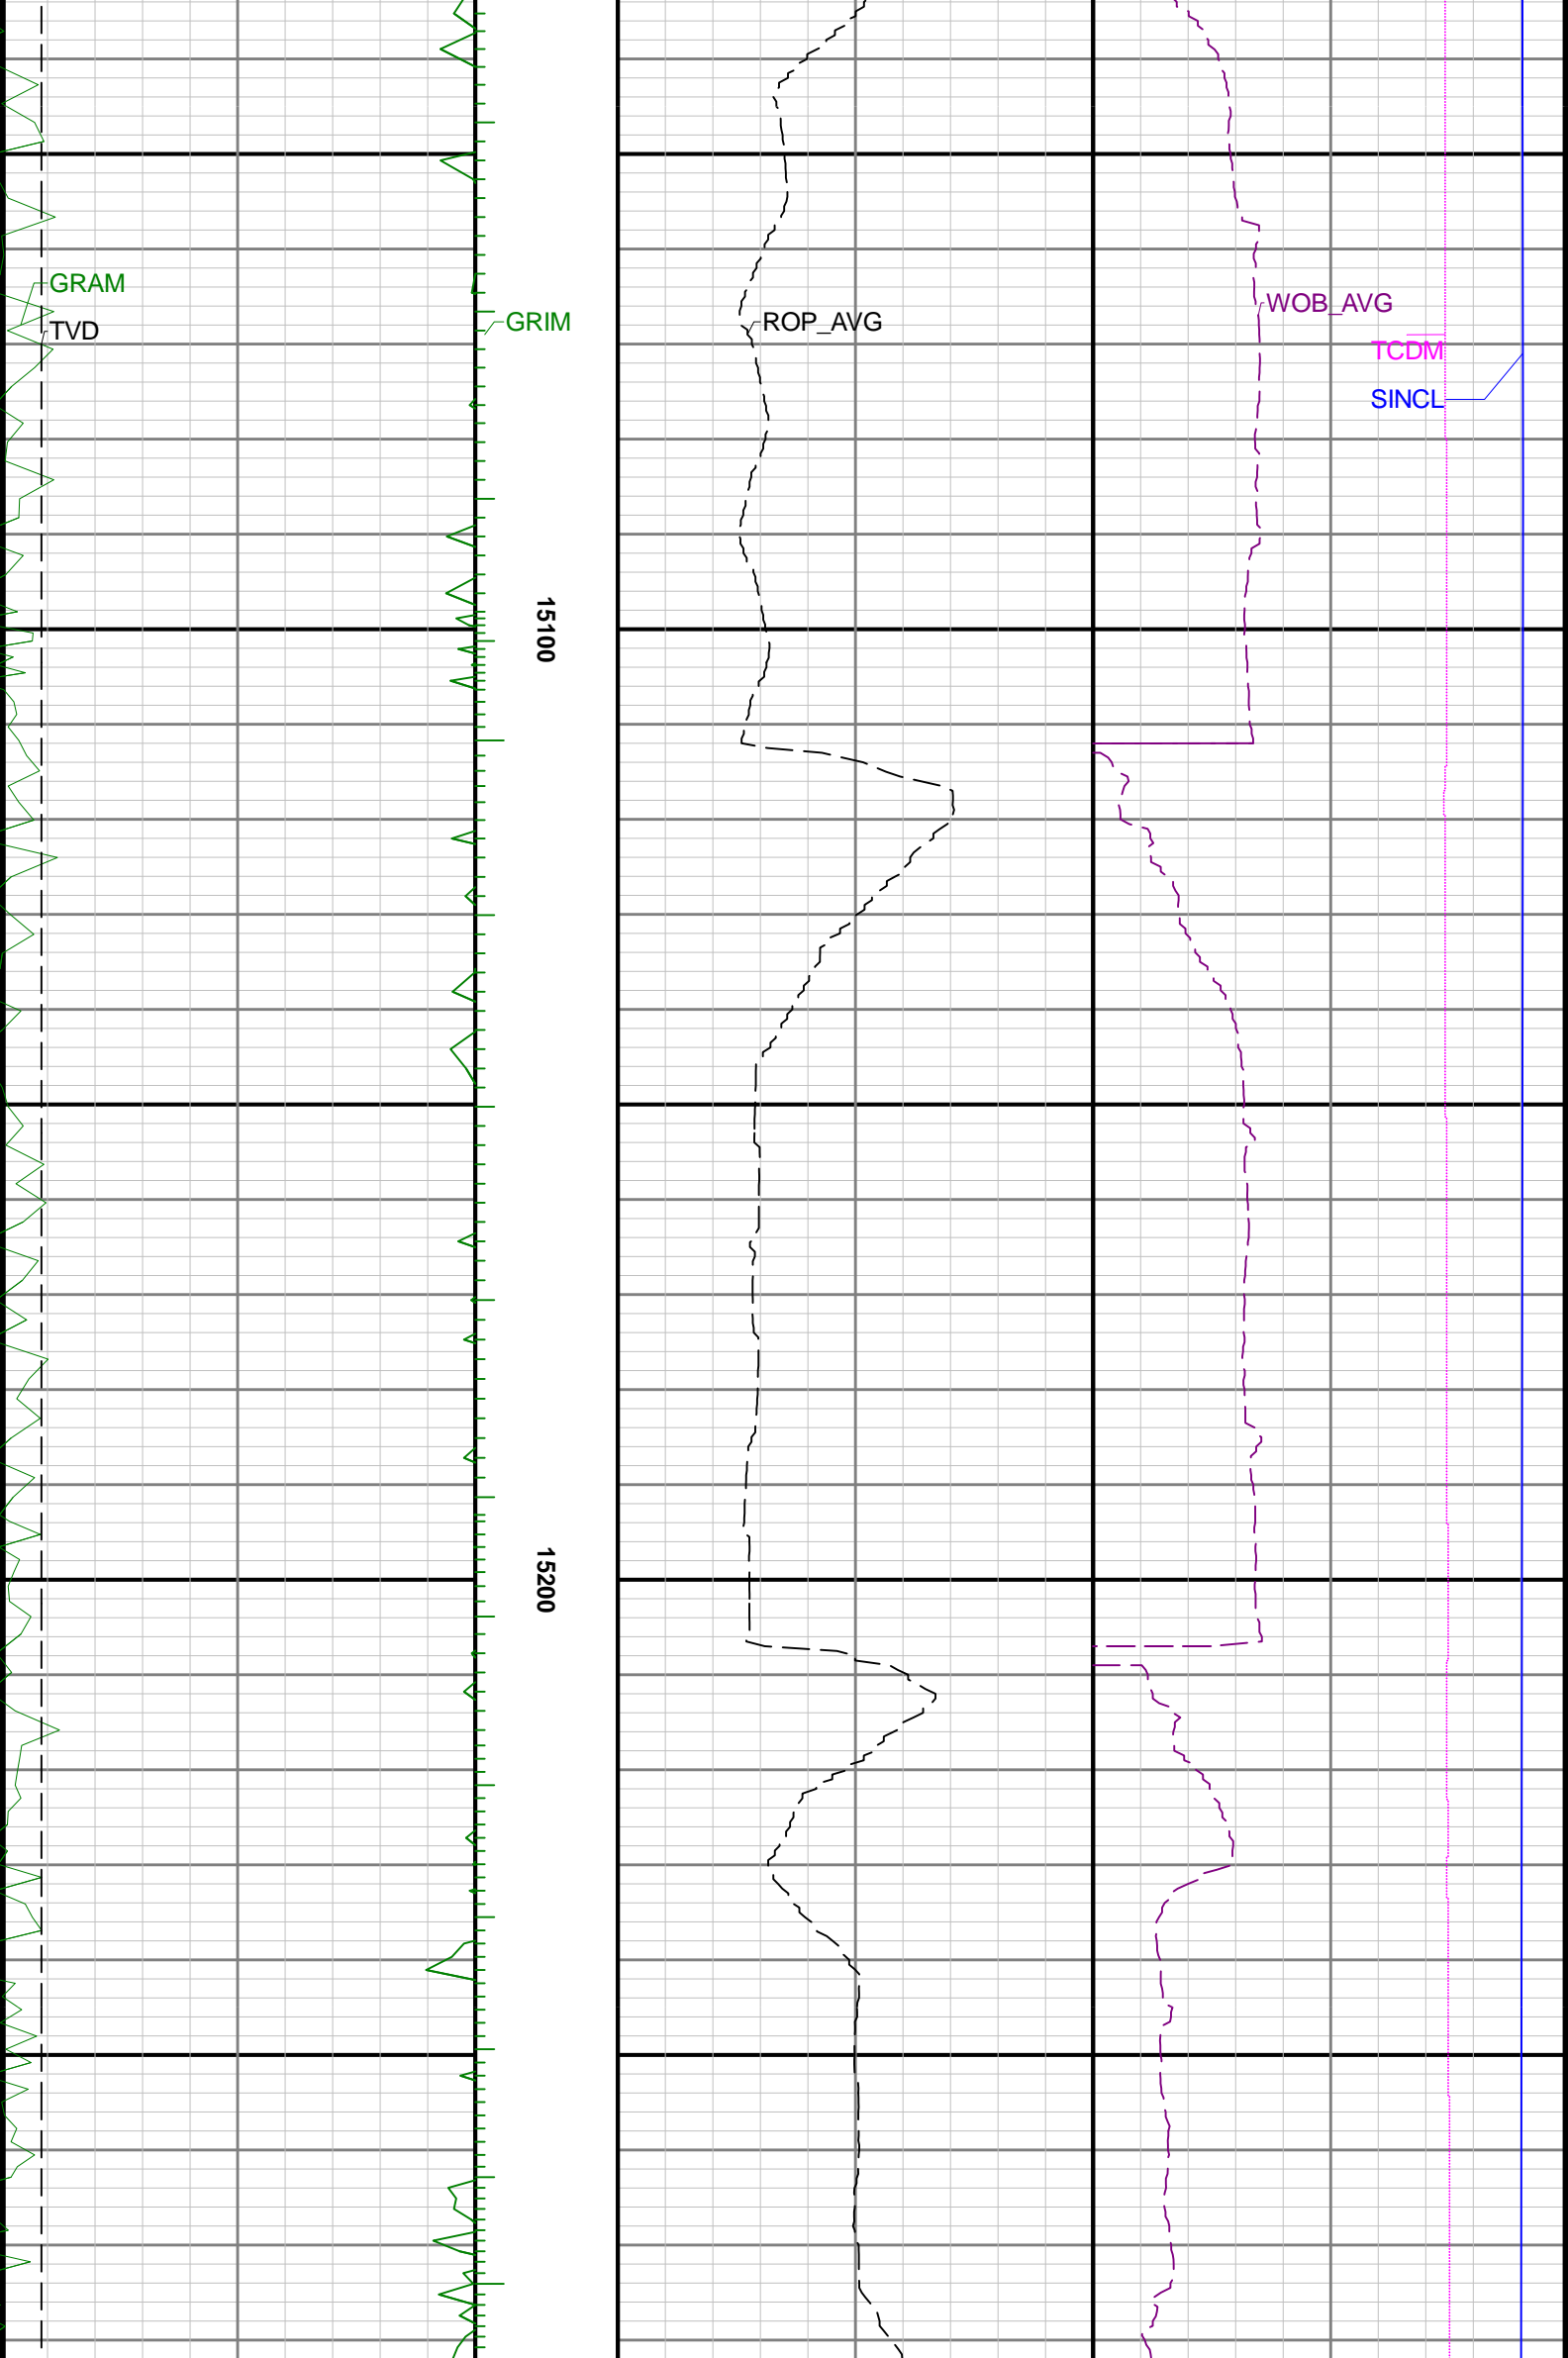 GRAM
WOB_AVG
GRIM
ROP_AVG
TVD
TCDM
SINCL
15100
15200